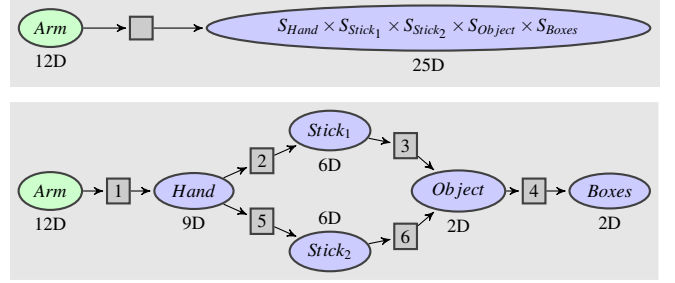 Arm
S_Hand × S_Stick₁ × S_Stick₂ × S_Object × S_Boxes
12D
25D
Stick₁
6D
2
3
Arm
1
Hand
Object
4
Boxes
12D
9D
6D
2D
2D
5
6
Stick₂